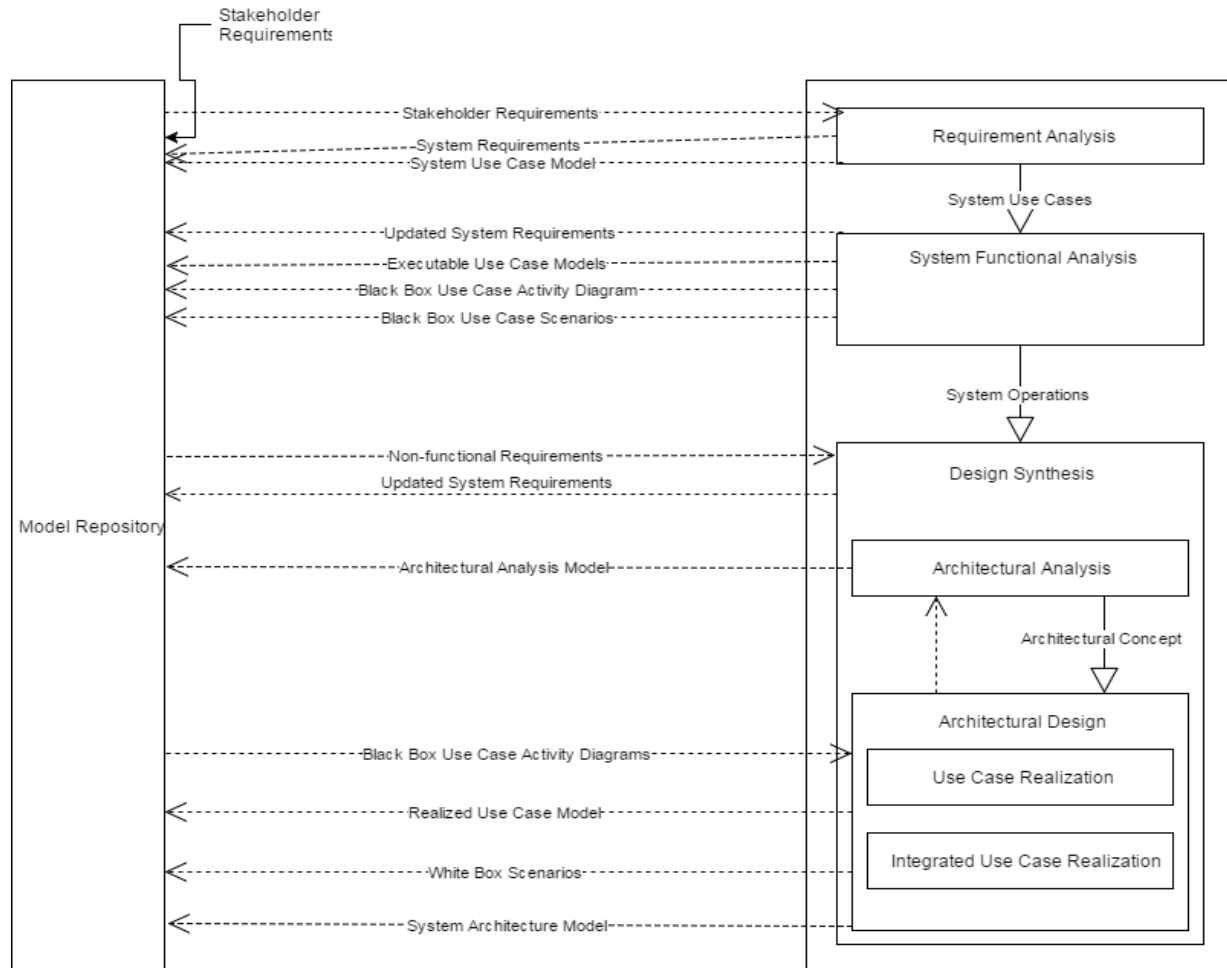 Stakeholder
Requirements
Stakeholder Requirements
Requirement Analysis
System Requirements
System Use Case Model
System Use Cases
Updated System Requirements
System Functional Analysis
Executable Use Case Models
Black Box Use Case Activity Diagram
Black Box Use Case Scenarios
System Operations
Non-functional Requirements
Design Synthesis
Updated System Requirements
Model Repository
Architectural Analysis Model
Architectural Analysis
Architectural Concept
Architectural Design
Black Box Use Case Activity Diagrams
Use Case Realization
Realized Use Case Model
Integrated Use Case Realization
White Box Scenarios
System Architecture Model